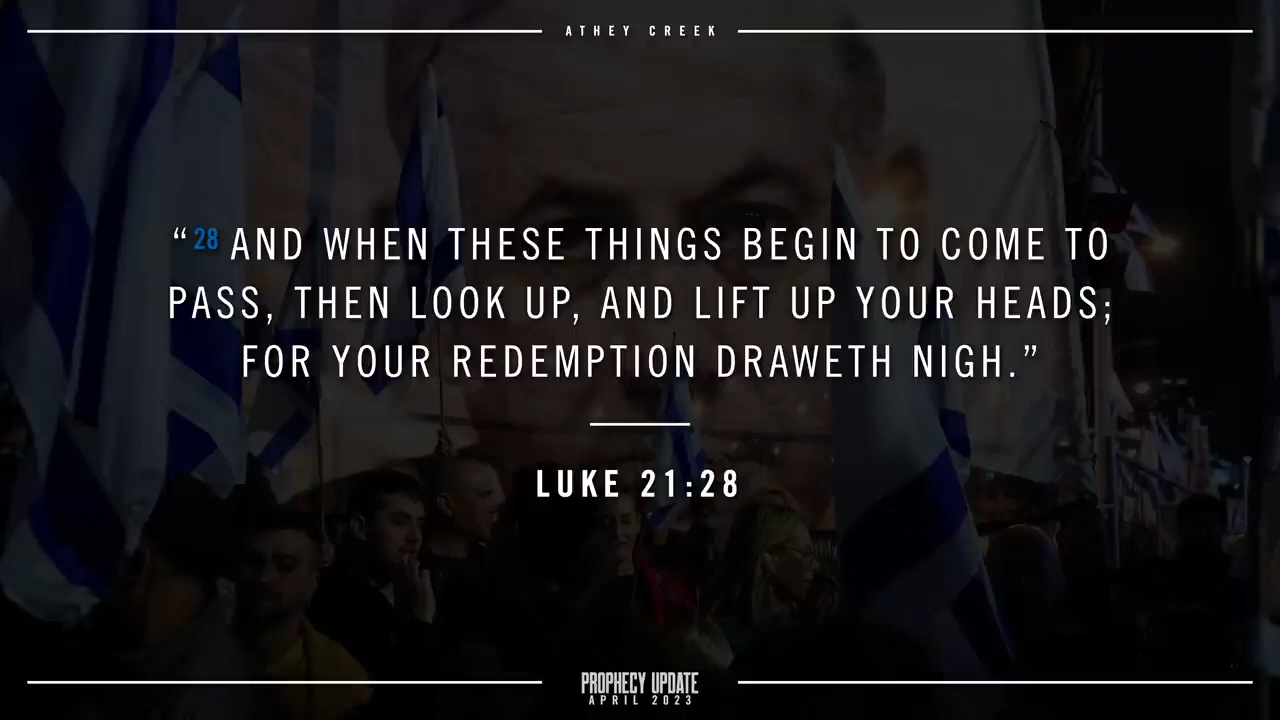 ATHEY CREEK
“28 AND WHEN THESE THINGS BEGIN TO COME TO
PASS, THEN LOOK UP, AND LIFT UP YOUR HEADS;
FOR YOUR REDEMPTION DRAWETH NIGH.”
LUKE 21:28
PROPHECY UPDATE
APRIL 2023